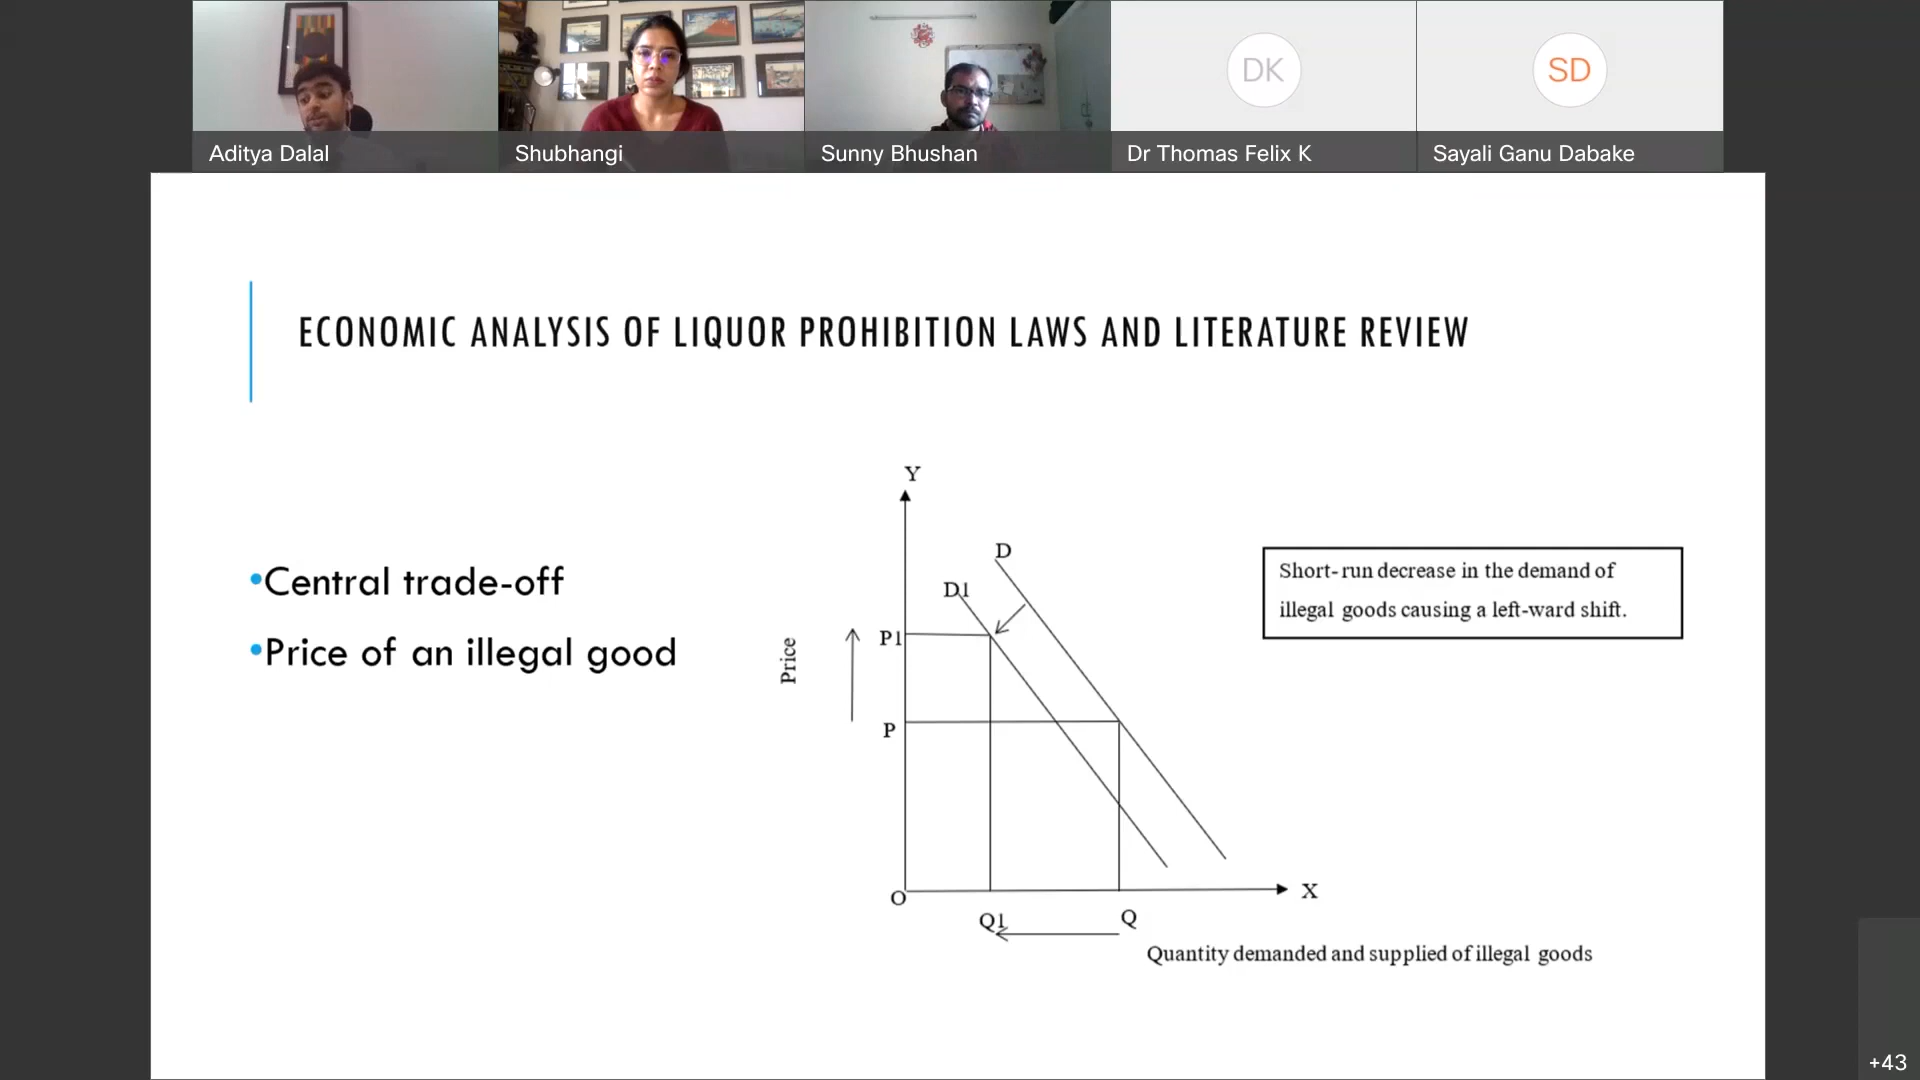 Aditya Dalal
Shubhangi
Sunny Bhushan
DK
Dr Thomas Felix K
SD
Sayali Ganu Dabake
ECONOMIC ANALYSIS OF LIQUOR PROHIBITION LAWS AND LITERATURE REVIEW
•Central trade-off
•Price of an illegal good
Y
D
D1
Price
P1
P
O
Q1
Q
X
Quantity demanded and supplied of illegal goods
Short-run decrease in the demand of
illegal goods causing a left-ward shift.
+43